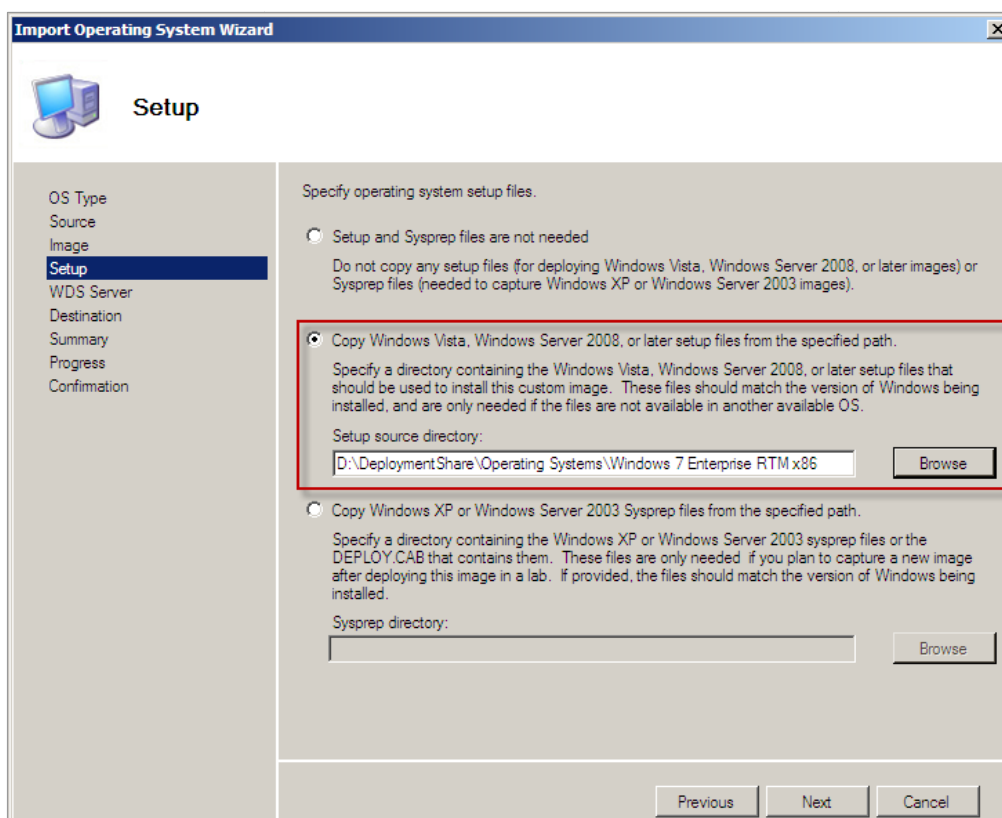 Import Operating System Wizard
Setup
OS Type
Source
Image
Setup
WDS Server
Destination
Summary
Progress
Confirmation
Specify operating system setup files.
Setup and Sysprep files are not needed
Do not copy any setup files (for deploying Windows Vista, Windows Server 2008, or later images) or
Sysprep files (needed to capture Windows XP or Windows Server 2003 images).
Copy Windows Vista, Windows Server 2008, or later setup files from the specified path.
Specify a directory containing the Windows Vista, Windows Server 2008, or later setup files that
should be used to install this custom image. These files should match the version of Windows being
installed, and are only needed if the files are not available in another available OS.
Setup source directory:
D:\DeploymentShare\Operating Systems\Windows 7 Enterprise RTM x86
Browse
Copy Windows XP or Windows Server 2003 Sysprep files from the specified path.
Specify a directory containing the Windows XP or Windows Server 2003 sysprep files or the
DEPLOY.CAB that contains them. These files are only needed if you plan to capture a new image
after deploying this image in a lab. If provided, the files should match the version of Windows being
installed.
Sysprep directory:
Browse
Previous
Next
Cancel